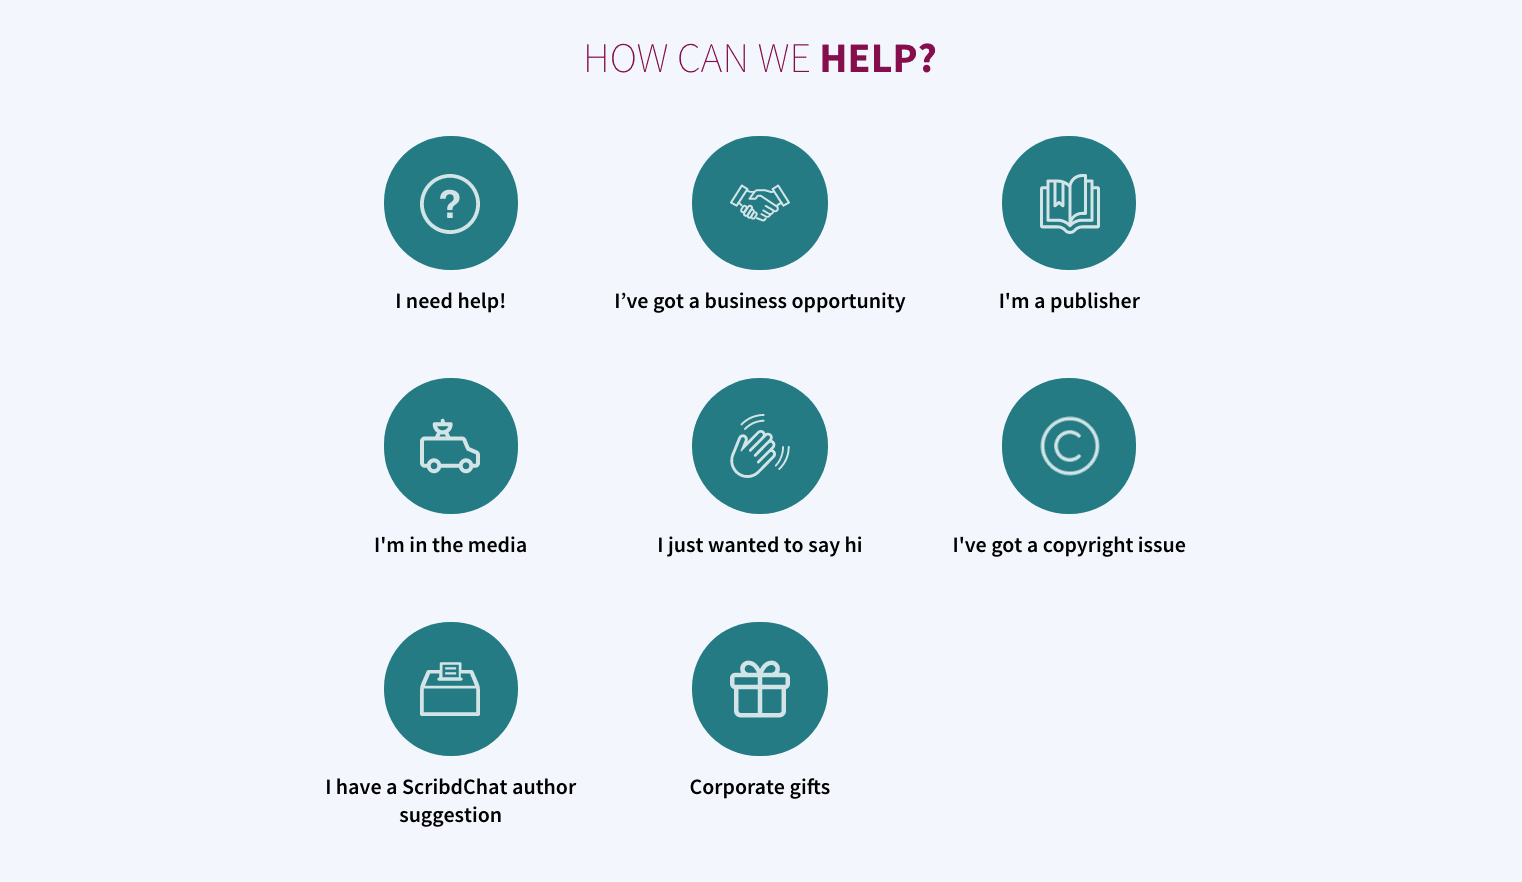 HOW CAN WE HELP?
I need help!
I’ve got a business opportunity
I'm a publisher
I'm in the media
I just wanted to say hi
I've got a copyright issue
I have a ScribdChat author
suggestion
Corporate gifts